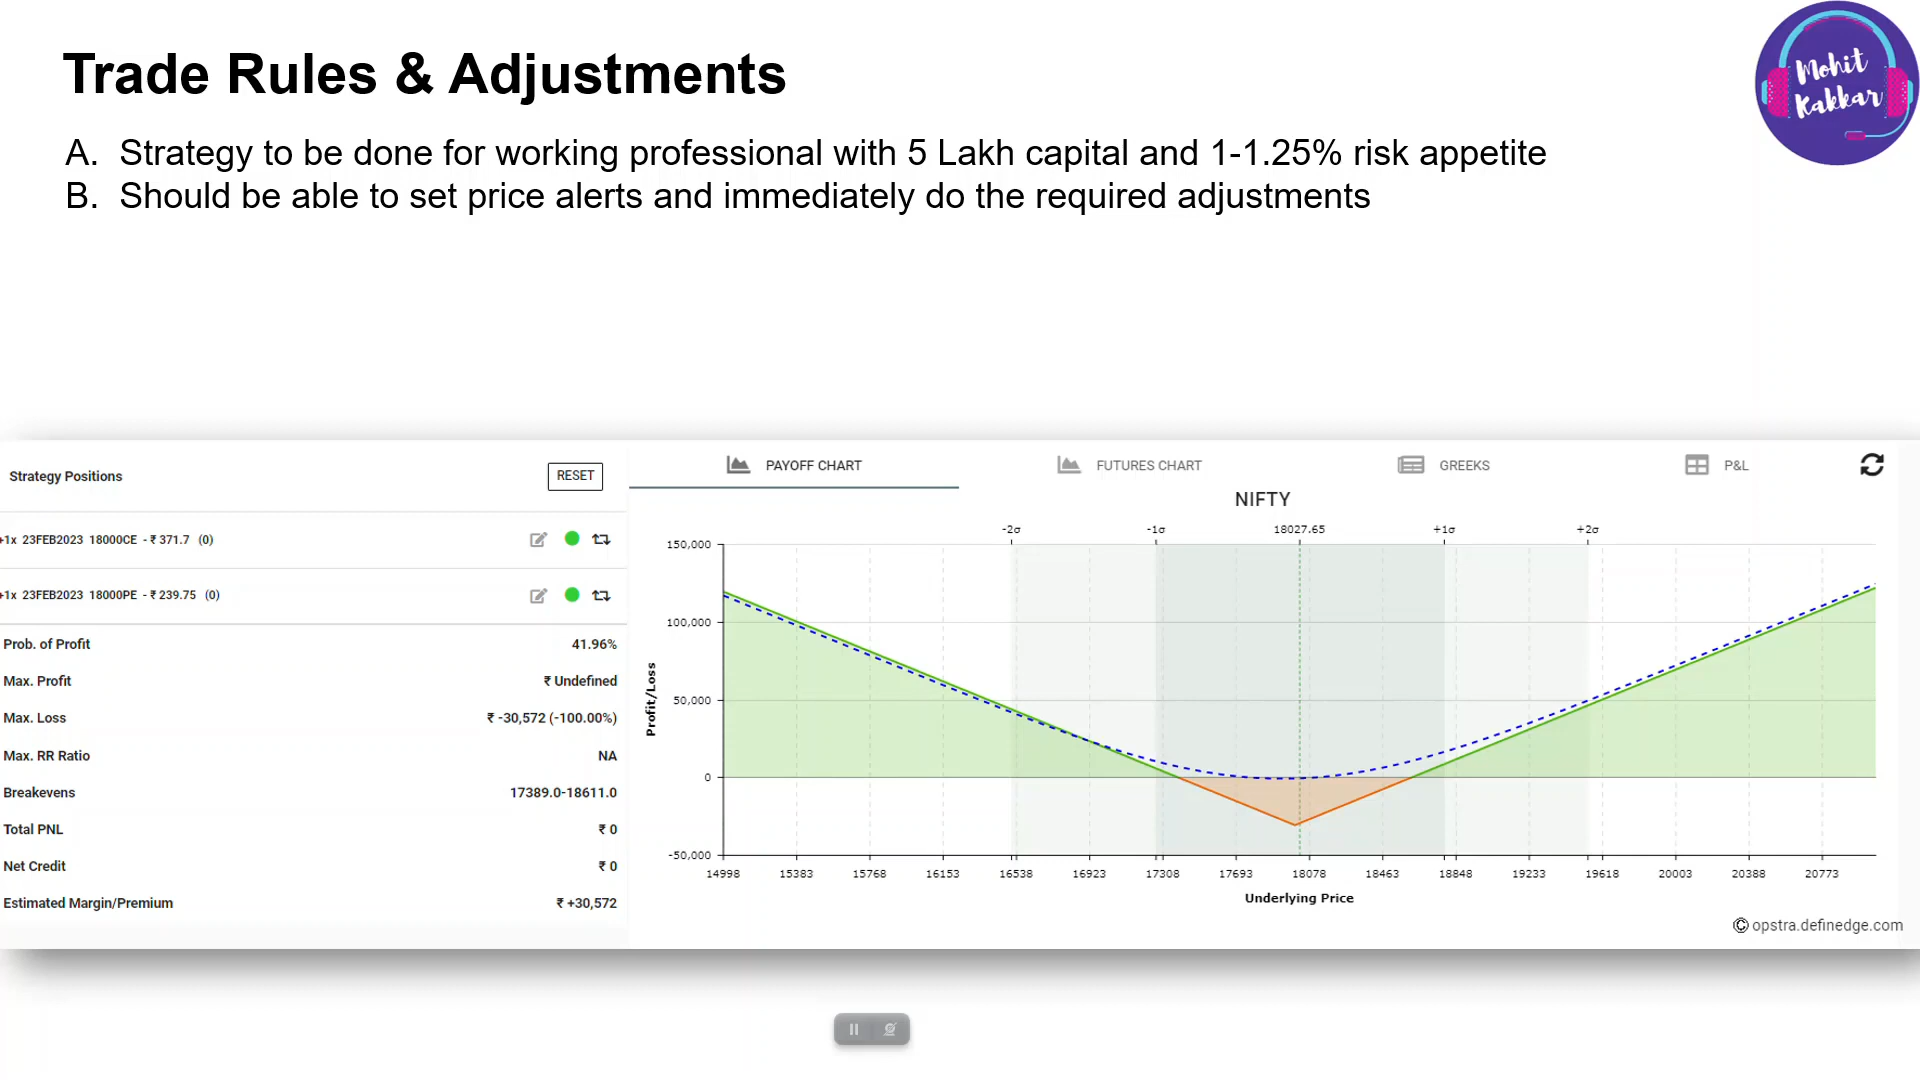 Trade Rules & Adjustments
Mohit
Kakkar
A. Strategy to be done for working professional with 5 Lakh capital and 1-1.25% risk appetite
B. Should be able to set price alerts and immediately do the required adjustments
Strategy Positions
RESET
+1x 23FEB2023 18000CE - ₹ 371.7 (0)
+1x 23FEB2023 18000PE - ₹ 239.75 (0)
Prob. of Profit 41.96%
Max. Profit ₹ Undefined
Max. Loss ₹ -30,572 (-100.00%)
Max. RR Ratio NA
Breakevens 17389.0-18611.0
Total PNL ₹ 0
Net Credit ₹ 0
Estimated Margin/Premium ₹ +30,572
PAYOFF CHART FUTURES CHART GREEKS P&L
NIFTY
-2σ -1σ 18027.65 +1σ +2σ
150,000
100,000
50,000
0
-50,000
Profit/Loss
14998 15383 15768 16153 16538 16923 17308 17693 18078 18463 18848 19233 19618 20003 20388 20773
Underlying Price
© opstra.definedge.com